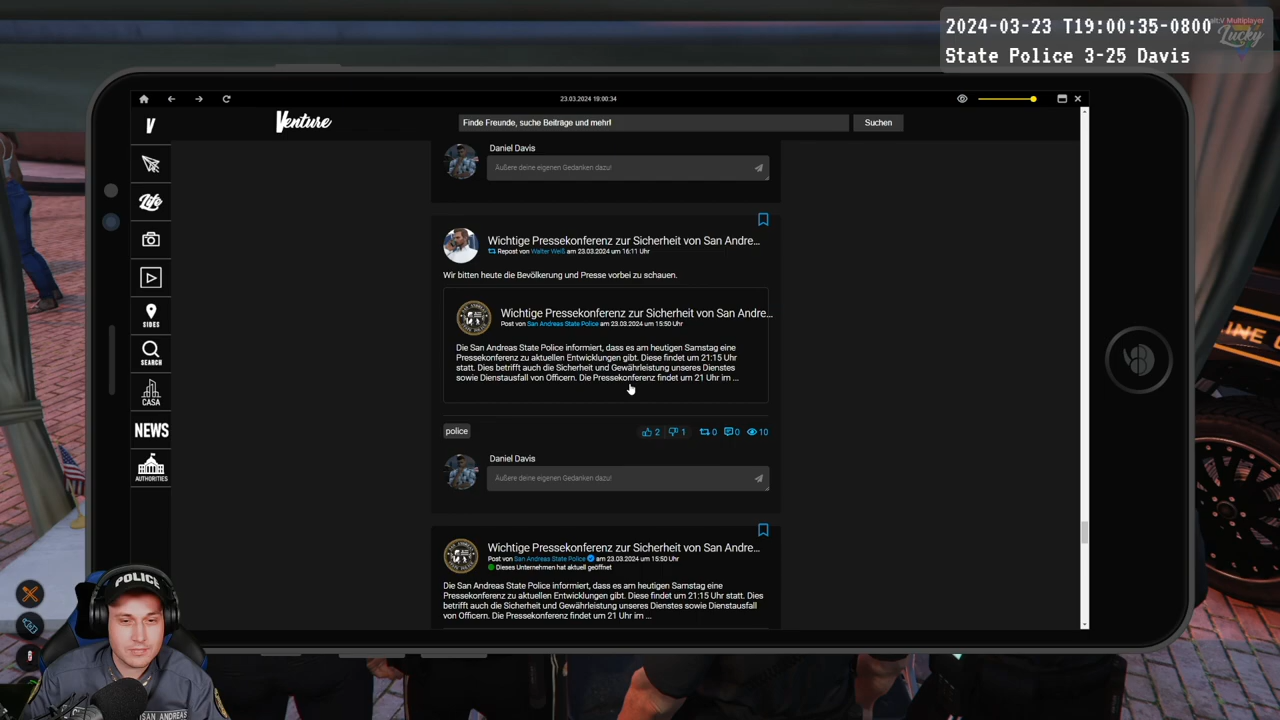 2024-03-23 T19:00:35-0800
alt:V Multiplayer
Lucky
State Police 3-25 Davis
23.03.2024 19:00:34
V
Venture
Finde Freunde, suche Beiträge und mehr!
Suchen
Life
SIDES
SEARCH
CASA
NEWS
AUTHORITIES
Daniel Davis
Äußere deine eigenen Gedanken dazu!
Wichtige Pressekonferenz zur Sicherheit von San Andre...
Repost von Walter Weiß am 23.03.2024 um 16:11 Uhr
Wir bitten heute die Bevölkerung und Presse vorbei zu schauen.
Wichtige Pressekonferenz zur Sicherheit von San Andre...
Post von San Andreas State Police am 23.03.2024 um 15:50 Uhr
Die San Andreas State Police informiert, dass es am heutigen Samstag eine
Pressekonferenz zu aktuellen Entwicklungen gibt. Diese findet um 21:15 Uhr
statt. Dies betrifft auch die Sicherheit und Gewährleistung unseres Dienstes
sowie Dienstausfall von Officern. Die Pressekonferenz findet um 21 Uhr im ...
police
2 1 0 0 10
Daniel Davis
Äußere deine eigenen Gedanken dazu!
Wichtige Pressekonferenz zur Sicherheit von San Andre...
Post von San Andreas State Police am 23.03.2024 um 15:50 Uhr
Dieses Unternehmen hat aktuell geöffnet
Die San Andreas State Police informiert, dass es am heutigen Samstag eine
Pressekonferenz zu aktuellen Entwicklungen gibt. Diese findet um 21:15 Uhr statt. Dies
betrifft auch die Sicherheit und Gewährleistung unseres Dienstes sowie Dienstausfall
von Officern. Die Pressekonferenz findet um 21 Uhr im ...
POLICE
SAN ANDREAS